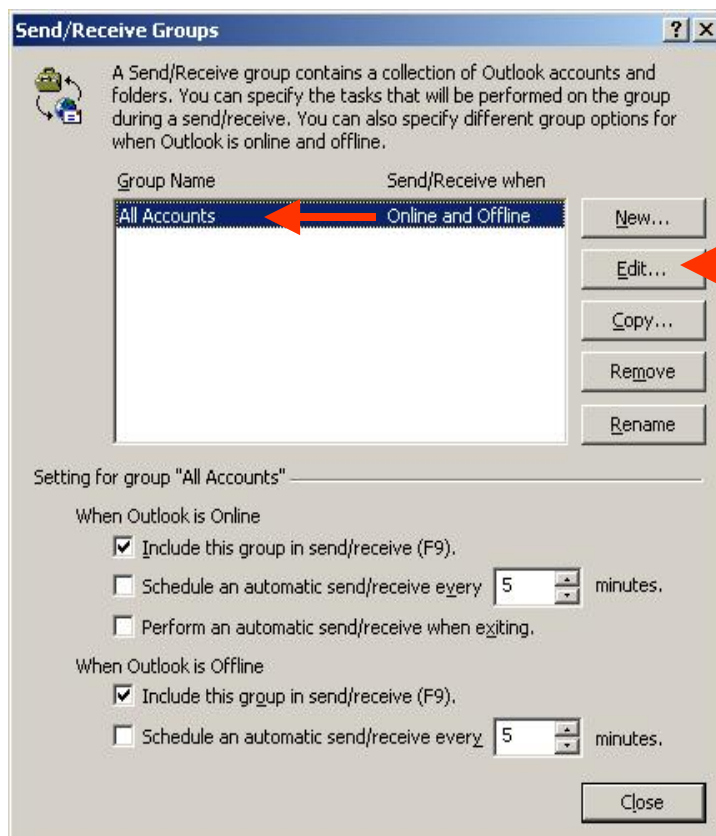 Send/Receive Groups
A Send/Receive group contains a collection of Outlook accounts and
folders. You can specify the tasks that will be performed on the group
during a send/receive. You can also specify different group options for
when Outlook is online and offline.
Group Name Send/Receive when
All Accounts Online and Offline
New...
Edit...
Copy...
Remove
Rename
Setting for group "All Accounts"
When Outlook is Online
Include this group in send/receive (F9).
Schedule an automatic send/receive every 5 minutes.
Perform an automatic send/receive when exiting.
When Outlook is Offline
Include this group in send/receive (F9).
Schedule an automatic send/receive every 5 minutes.
Close